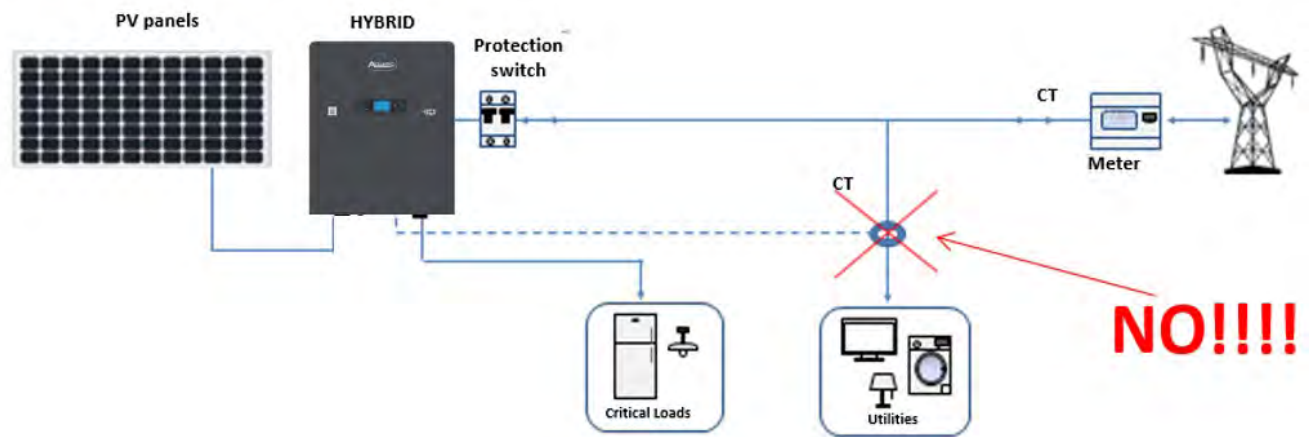 PV panels
HYBRID
Protection
switch
CT
Meter
CT
NO!!!!
Critical Loads
Utilities